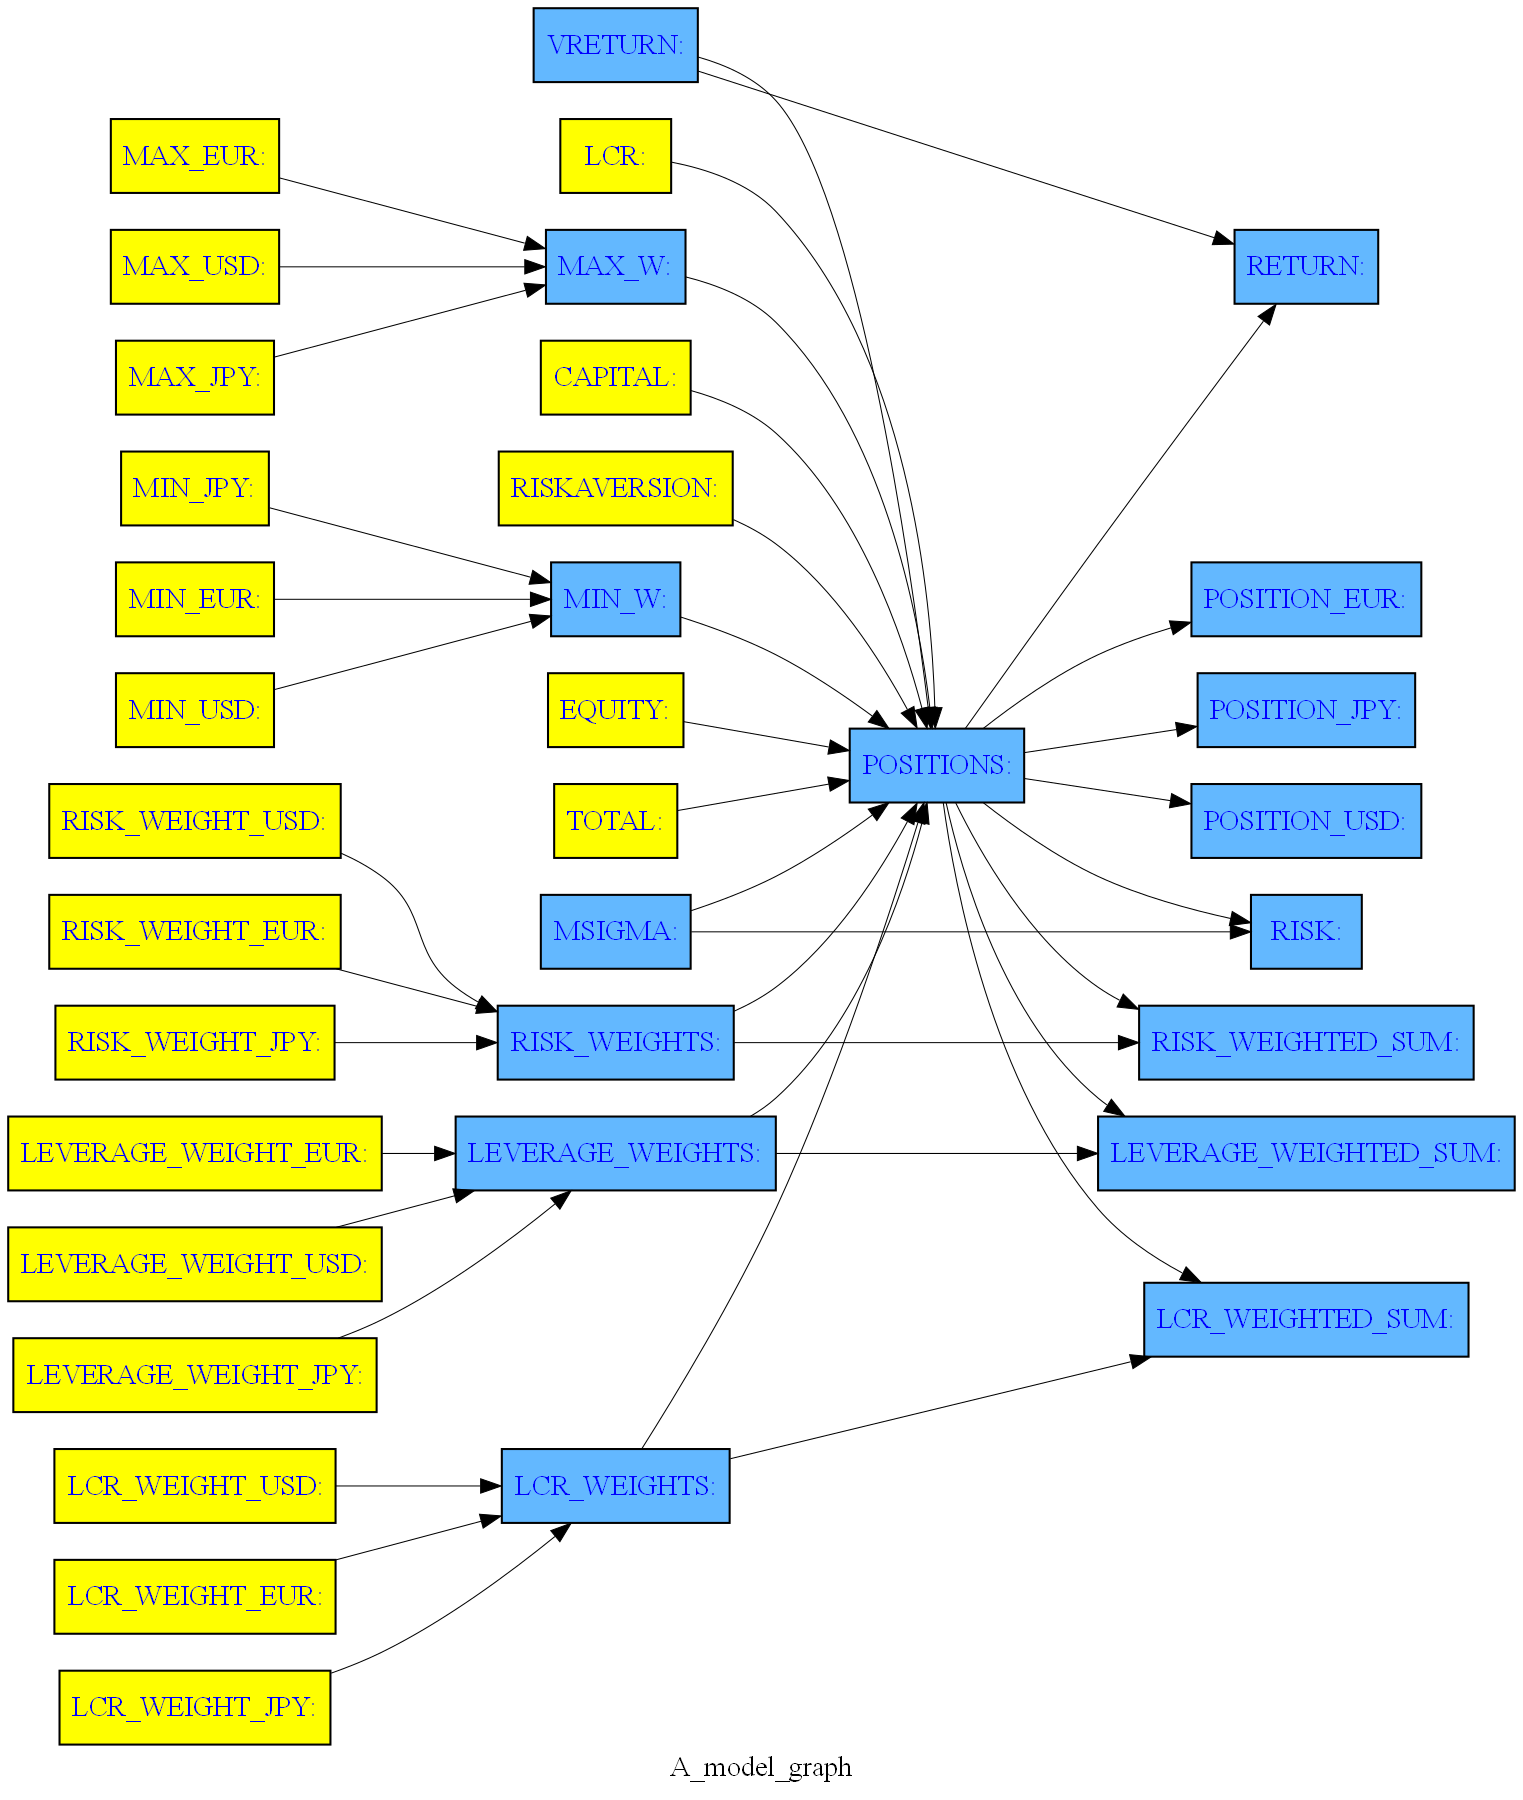 VRETURN:
MAX_EUR:
LCR:
MAX_USD:
MAX_W:
RETURN:
MAX_JPY:
CAPITAL:
MIN_JPY:
RISKAVERSION:
MIN_EUR:
MIN_W:
POSITION_EUR:
MIN_USD:
EQUITY:
POSITION_JPY:
POSITIONS:
RISK_WEIGHT_USD:
TOTAL:
POSITION_USD:
RISK_WEIGHT_EUR:
MSIGMA:
RISK:
RISK_WEIGHT_JPY:
RISK_WEIGHTS:
RISK_WEIGHTED_SUM:
LEVERAGE_WEIGHT_EUR:
LEVERAGE_WEIGHTS:
LEVERAGE_WEIGHTED_SUM:
LEVERAGE_WEIGHT_USD:
LCR_WEIGHTED_SUM:
LEVERAGE_WEIGHT_JPY:
LCR_WEIGHT_USD:
LCR_WEIGHTS:
LCR_WEIGHT_EUR:
LCR_WEIGHT_JPY:
A_model_graph